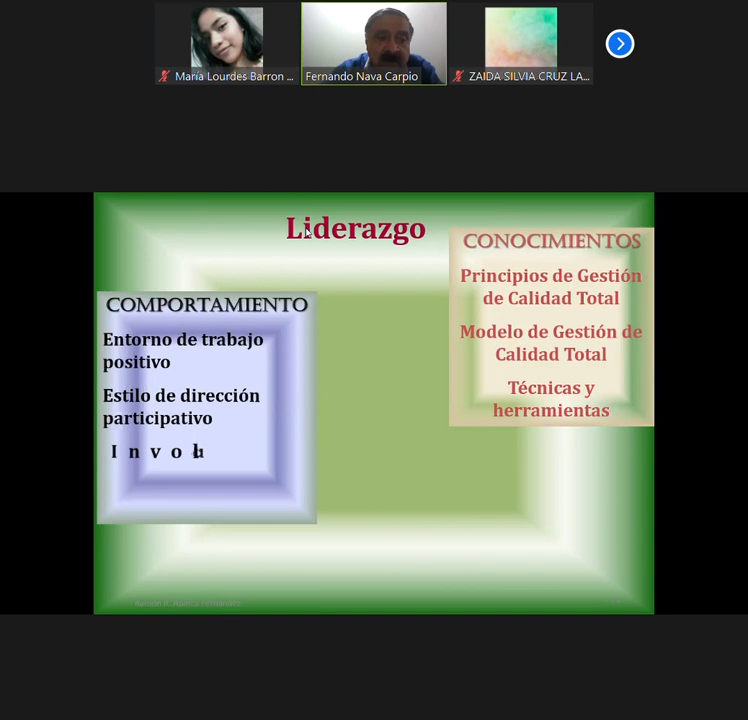 María Lourdes Barron ...
Fernando Nava Carpio
ZAIDA SILVIA CRUZ LA...
Liderazgo
CONOCIMIENTOS
Principios de Gestión
de Calidad Total
Modelo de Gestión de
Calidad Total
Técnicas y
herramientas
COMPORTAMIENTO
Entorno de trabajo
positivo
Estilo de dirección
participativo
I n v o l u